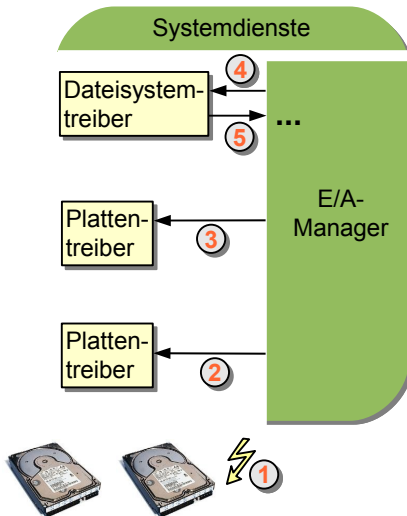 Systemdienste
4
Dateisystem-
treiber
5
...
E/A-
Manager
Platten-
treiber
3
Platten-
treiber
2
1